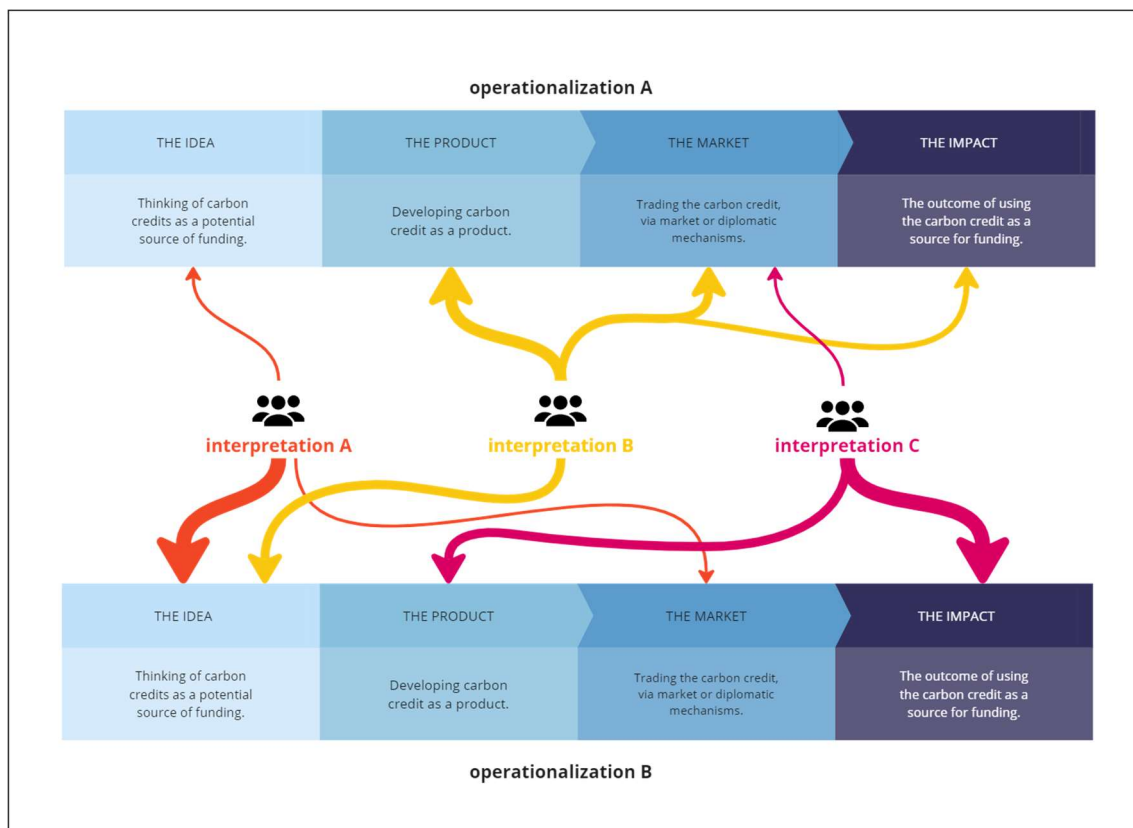 operationalization A
THE IDEA
THE PRODUCT
THE MARKET
THE IMPACT
Thinking of carbon
credits as a potential
source of funding.
Developing carbon
credit as a product.
Trading the carbon credit,
via market or diplomatic
mechanisms.
The outcome of using
the carbon credit as a
source for funding.
interpretation A
interpretation B
interpretation C
THE IDEA
THE PRODUCT
THE MARKET
THE IMPACT
Thinking of carbon
credits as a potential
source of funding.
Developing carbon
credit as a product.
Trading the carbon credit,
via market or diplomatic
mechanisms.
The outcome of using
the carbon credit as a
source for funding.
operationalization B